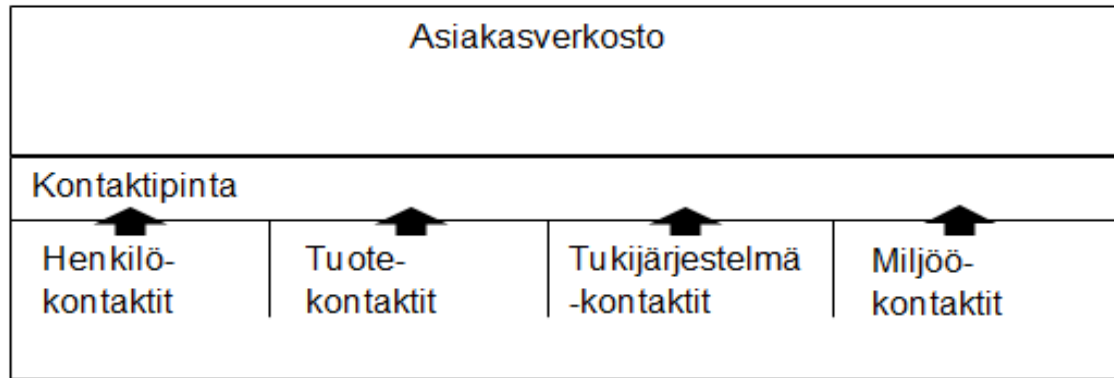 Asiakasverkosto
Kontaktipinta
Henkilö-
kontaktit
Tuote-
kontaktit
Tukijärjestelmä
-kontaktit
Miljöö-
kontaktit